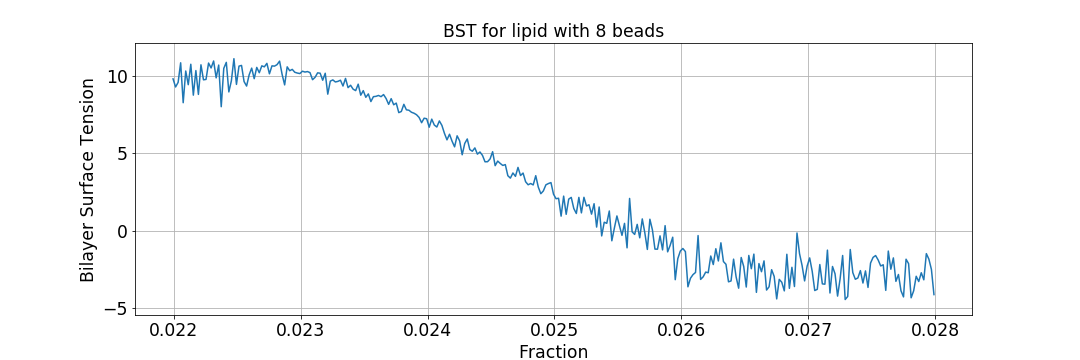 BST for lipid with 8 beads
Bilayer Surface Tension
10
5
0
−5
0.022 0.023 0.024 0.025 0.026 0.027 0.028
Fraction